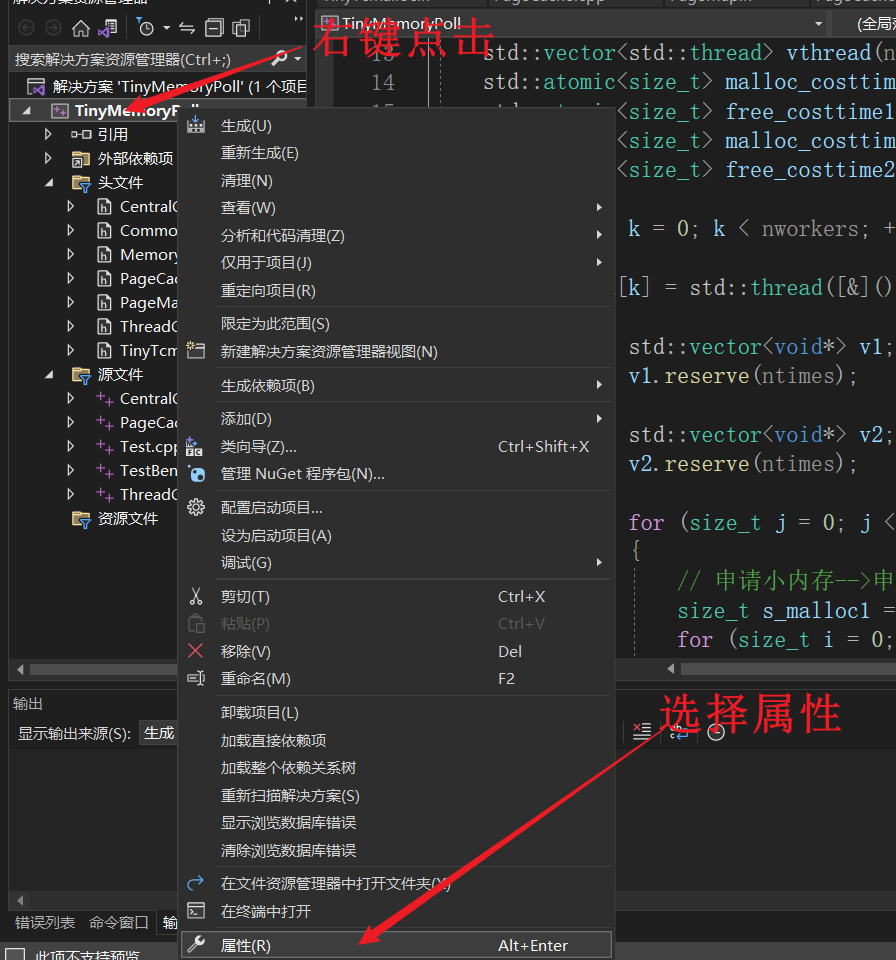 TinyMemoryPoll
(全局
右键点击
搜索解决方案资源管理器(Ctrl+;)
解决方案 'TinyMemoryPoll' (1 个项目
TinyMemoryPoll
引用
外部依赖项
头文件
CentralC
Commo
Memory
PageCac
PageMa
ThreadC
TinyTcm
源文件
CentralC
PageCac
Test.cpp
TestBen
ThreadC
资源文件
生成(U)
重新生成(E)
清理(N)
查看(W)
分析和代码清理(Z)
仅用于项目(J)
重定向项目(R)
限定为此范围(S)
新建解决方案资源管理器视图(N)
生成依赖项(B)
添加(D)
类向导(Z)... Ctrl+Shift+X
管理 NuGet 程序包(N)...
配置启动项目...
设为启动项目(A)
调试(G)
剪切(T) Ctrl+X
粘贴(P) Ctrl+V
移除(V) Del
重命名(M) F2
卸载项目(L)
加载直接依赖项
加载整个依赖关系树
重新扫描解决方案(S)
显示浏览数据库错误
清除浏览数据库错误
在文件资源管理器中打开文件夹(X)
在终端中打开
属性(R) Alt+Enter
13 std::vector<std::thread> vthread(n
14 std::atomic<size_t> malloc_costtime
15
<size_t> free_costtime1
<size_t> malloc_costtim
<size_t> free_costtime2
k = 0; k < nworkers; +
[k] = std::thread([&]()
std::vector<void*> v1;
v1.reserve(ntimes);
std::vector<void*> v2;
v2.reserve(ntimes);
for (size_t j = 0; j <
{
// 申请小内存-->申
size_t s_malloc1 =
for (size_t i = 0;
选择属性
输出
显示输出来源(S): 生成
错误列表 命令窗口 输
此项不支持预览